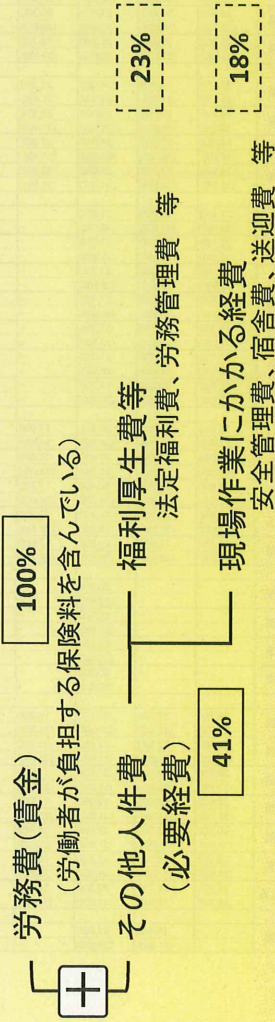 労務費(賃金)
100%
(労働者が負担する保険料を含んでいる)
+
その他人件費
(必要経費)
41%
福利厚生費等
23%
法定福利費、労務管理費 等
現場作業にかかる経費
18%
安全管理費、宿舎費、送迎費 等